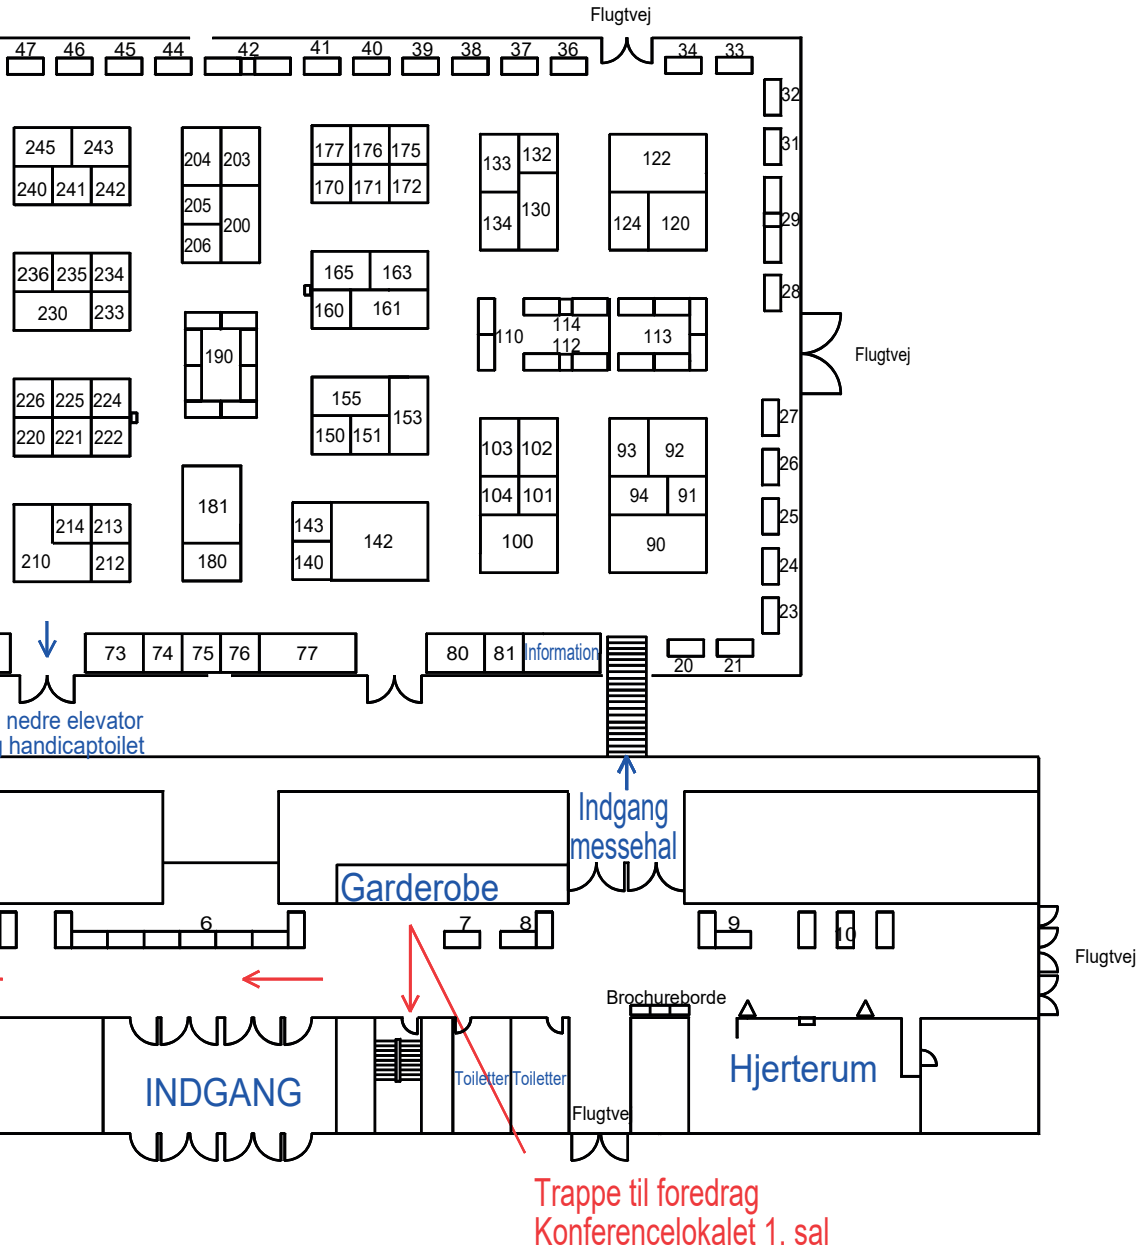 Flugtvej
47 46 45 44 42 41 40 39 38 37 36 34 33
32
31
29
28
245 243
240 241 242
204 203
205
200
206
177 176 175
170 171 172
133 132
130
134
122
124 120
236 235 234
230 233
165 163
160 161
190
110
114
112
113
Flugtvej
226 225 224
220 221 222
155
153
150 151
103 102
104 101
100
93 92
94 91
90
27
26
25
24
23
214 213
210 212
181
180
143
140
142
73 74 75 76 77 80 81 Information
20 21
nedre elevator
g handicaptoilet
Indgang
messehal
Garderobe
6 7 8 9 10
Flugtvej
Brochureborde
INDGANG
Toiletter Toiletter
Hjerterum
Flugtvej
Trappe til foredrag
Konferencelokalet 1. sal